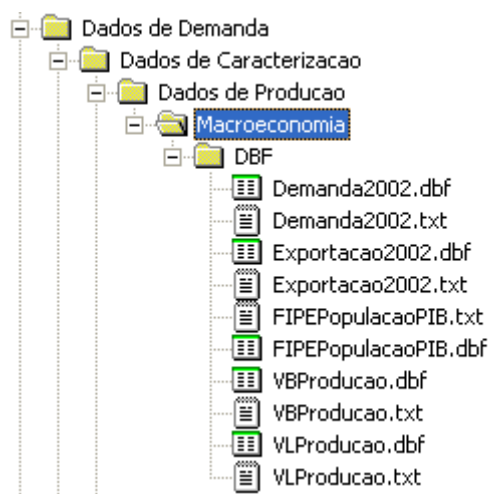 Dados de Demanda
Dados de Caracterizacao
Dados de Producao
Macroeconomia
DBF
Demanda2002.dbf
Demanda2002.txt
Exportacao2002.dbf
Exportacao2002.txt
FIPEPopulacaoPIB.txt
FIPEPopulacaoPIB.dbf
VBProducao.dbf
VBProducao.txt
VLProducao.dbf
VLProducao.txt